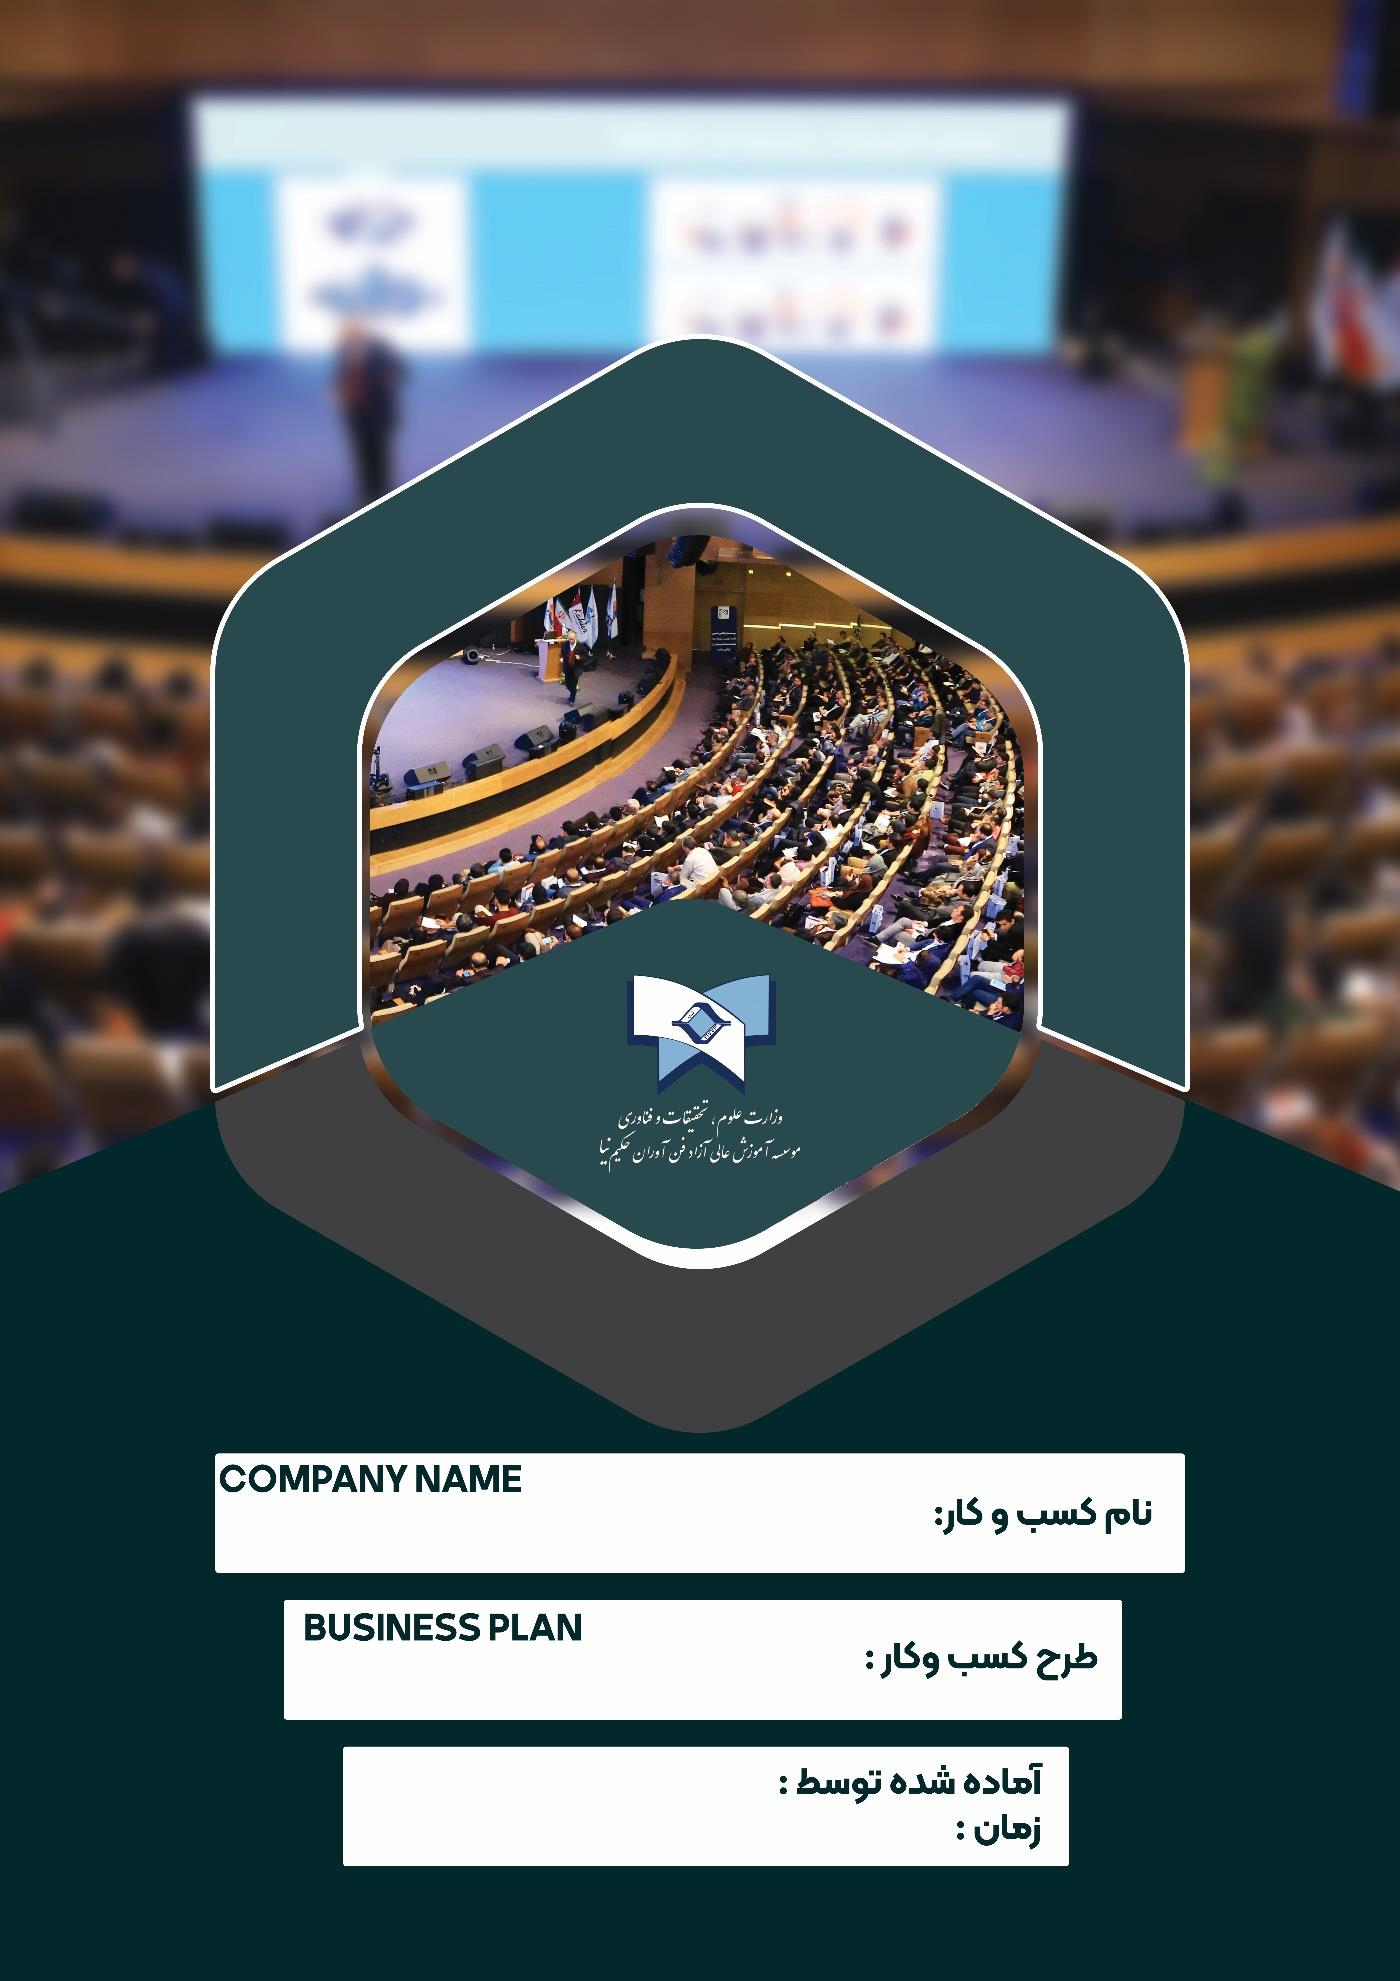 وزارت علوم، تحقیقات و فناوری
موسسه آموزش عالی آزاد فن آوران حکیم نیا
COMPANY NAME
نام کسب و کار:
BUSINESS PLAN
طرح کسب وکار :
آماده شده توسط :
زمان :